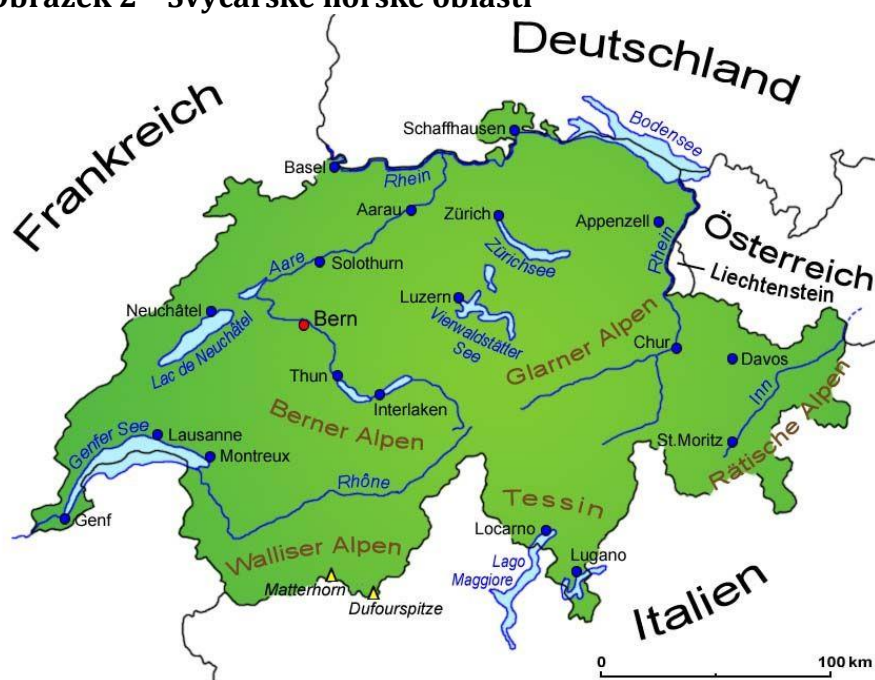 Obrázek 2 – Švýcarské horské oblasti
Deutschland
Frankreich
Schaffhausen
Bodensee
Basel
Rhein
Aarau
Zürich
Appenzell
Zürichsee
Rhein
Österreich
Liechtenstein
Aare
Solothurn
Luzern
Neuchâtel
Bern
Vierwaldstätter
See
Lac de Neuchâtel
Glarner Alpen
Chur
Davos
Thun
Interlaken
Inn
Berner Alpen
Genfer See
Lausanne
Montreux
St.Moritz
Rätische Alpen
Rhône
Tessin
Genf
Locarno
Walliser Alpen
Lago
Maggiore
Lugano
Matterhorn
Dufourspitze
Italien
0 100 km